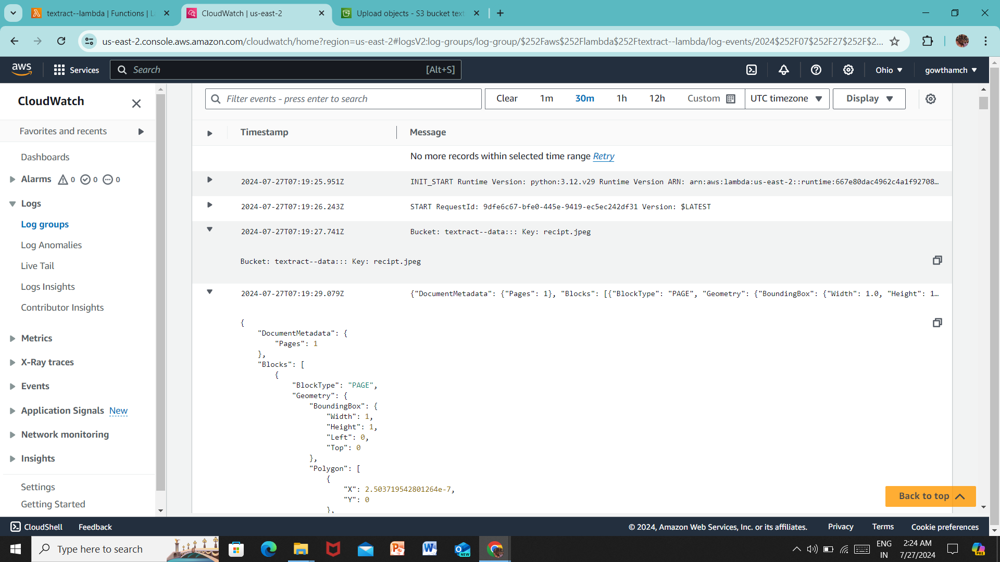 textract--lambda | Functions | L
CloudWatch | us-east-2
Upload objects - S3 bucket text
us-east-2.console.aws.amazon.com/cloudwatch/home?region=us-east-2#logsV2:log-groups/log-group/$252Faws$252Flambda$252Ftextract--lambda/log-events/2024$252F07$252F27$252F$2...
aws
Services
Search
[Alt+S]
Ohio
gowthamch
CloudWatch
Favorites and recents
Dashboards
Alarms 0 0 0
Logs
Log groups
Log Anomalies
Live Tail
Logs Insights
Contributor Insights
Metrics
X-Ray traces
Events
Application Signals New
Network monitoring
Insights
Settings
Getting Started
Filter events - press enter to search
Clear 1m 30m 1h 12h Custom UTC timezone Display
Timestamp Message
No more records within selected time range Retry
2024-07-27T07:19:25.951Z INIT_START Runtime Version: python:3.12.v29 Runtime Version ARN: arn:aws:lambda:us-east-2::runtime:667e80dac4962c4a1f92708…
2024-07-27T07:19:26.243Z START RequestId: 9dfe6c67-bfe0-445e-9419-ec5ec242df31 Version: $LATEST
2024-07-27T07:19:27.741Z Bucket: textract--data::: Key: recipt.jpeg
Bucket: textract--data::: Key: recipt.jpeg
2024-07-27T07:19:29.079Z {"DocumentMetadata": {"Pages": 1}, "Blocks": [{"BlockType": "PAGE", "Geometry": {"BoundingBox": {"Width": 1.0, "Height": 1…
{
"DocumentMetadata": {
"Pages": 1
},
"Blocks": [
{
"BlockType": "PAGE",
"Geometry": {
"BoundingBox": {
"Width": 1,
"Height": 1,
"Left": 0,
"Top": 0
},
"Polygon": [
{
"X": 2.503719542801264e-7,
"Y": 0
},
Back to top
CloudShell
Feedback
© 2024, Amazon Web Services, Inc. or its affiliates.
Privacy
Terms
Cookie preferences
Type here to search
NEW
ENG
IN
2:24 AM
7/27/2024
PRE